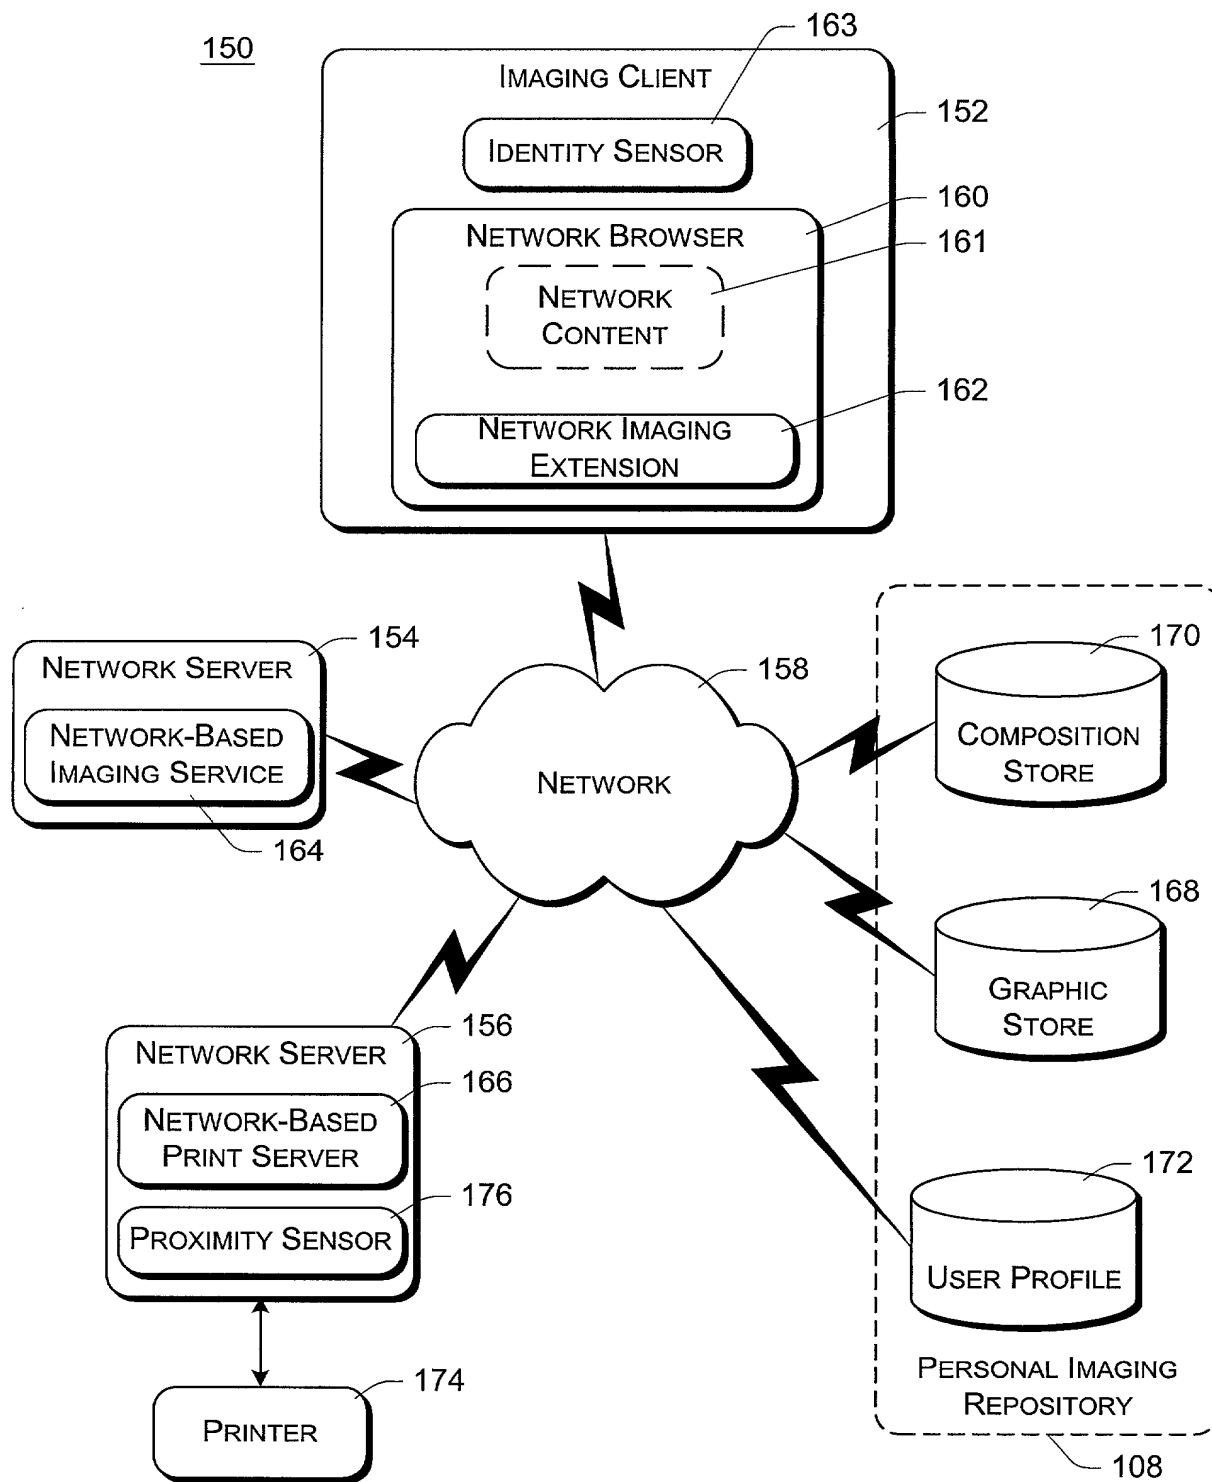 150
163
IMAGING CLIENT
152
IDENTITY SENSOR
160
NETWORK BROWSER
161
NETWORK
CONTENT
162
NETWORK IMAGING
EXTENSION
154
NETWORK SERVER
NETWORK-BASED
IMAGING SERVICE
164
158
NETWORK
170
COMPOSITION
STORE
168
GRAPHIC
STORE
156
NETWORK SERVER
166
NETWORK-BASED
PRINT SERVER
176
PROXIMITY SENSOR
174
PRINTER
172
USER PROFILE
PERSONAL IMAGING
REPOSITORY
108